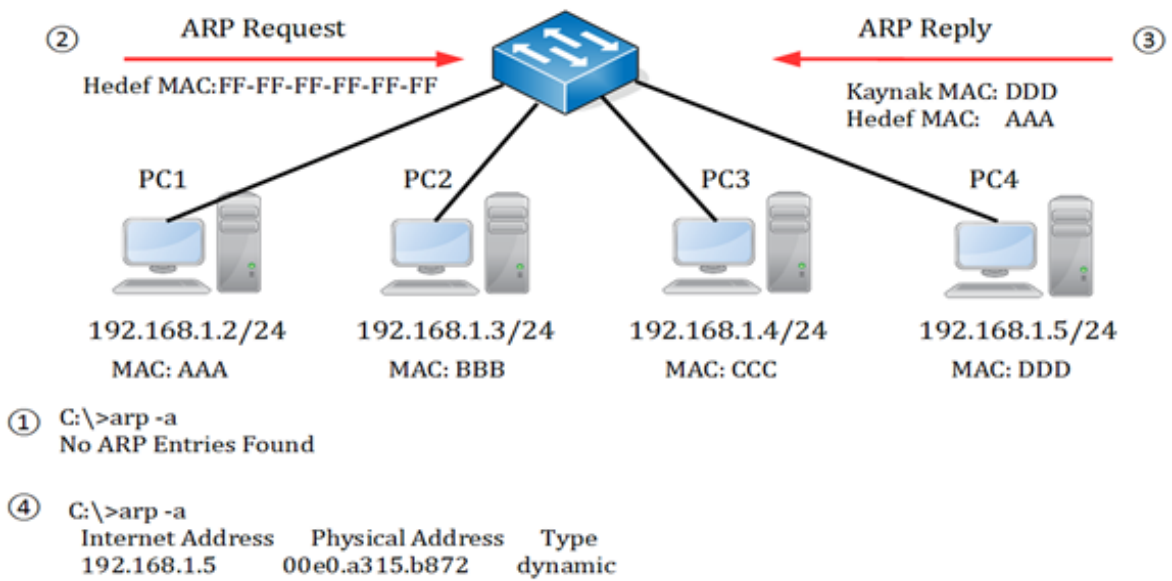 ② ARP Request
Hedef MAC:FF-FF-FF-FF-FF-FF
ARP Reply ③
Kaynak MAC: DDD
Hedef MAC: AAA
PC1 PC2 PC3 PC4
192.168.1.2/24 192.168.1.3/24 192.168.1.4/24 192.168.1.5/24
MAC: AAA MAC: BBB MAC: CCC MAC: DDD
① C:\>arp -a
No ARP Entries Found
④ C:\>arp -a
Internet Address Physical Address Type
192.168.1.5 00e0.a315.b872 dynamic